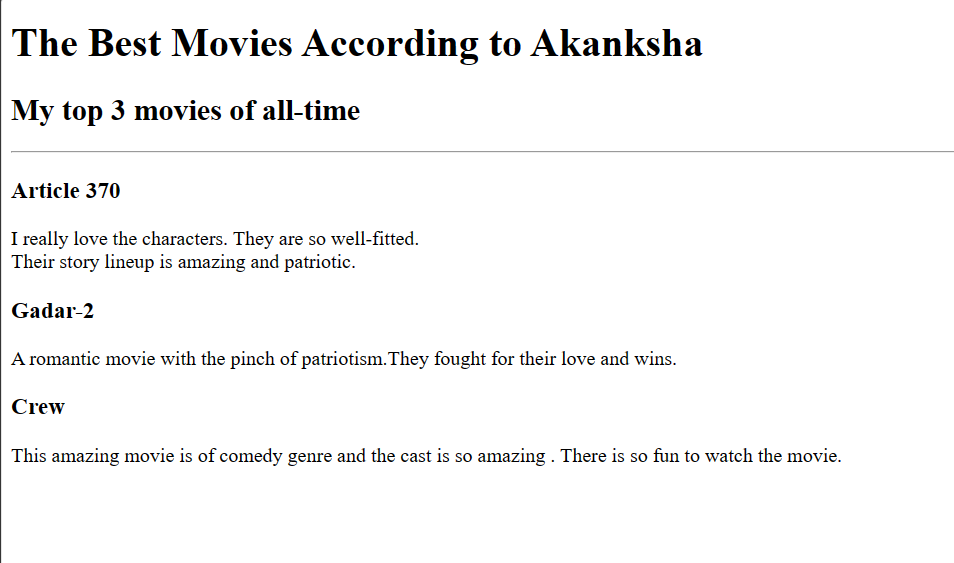 The Best Movies According to Akanksha
My top 3 movies of all-time
Article 370
I really love the characters. They are so well-fitted.
Their story lineup is amazing and patriotic.
Gadar-2
A romantic movie with the pinch of patriotism.They fought for their love and wins.
Crew
This amazing movie is of comedy genre and the cast is so amazing . There is so fun to watch the movie.